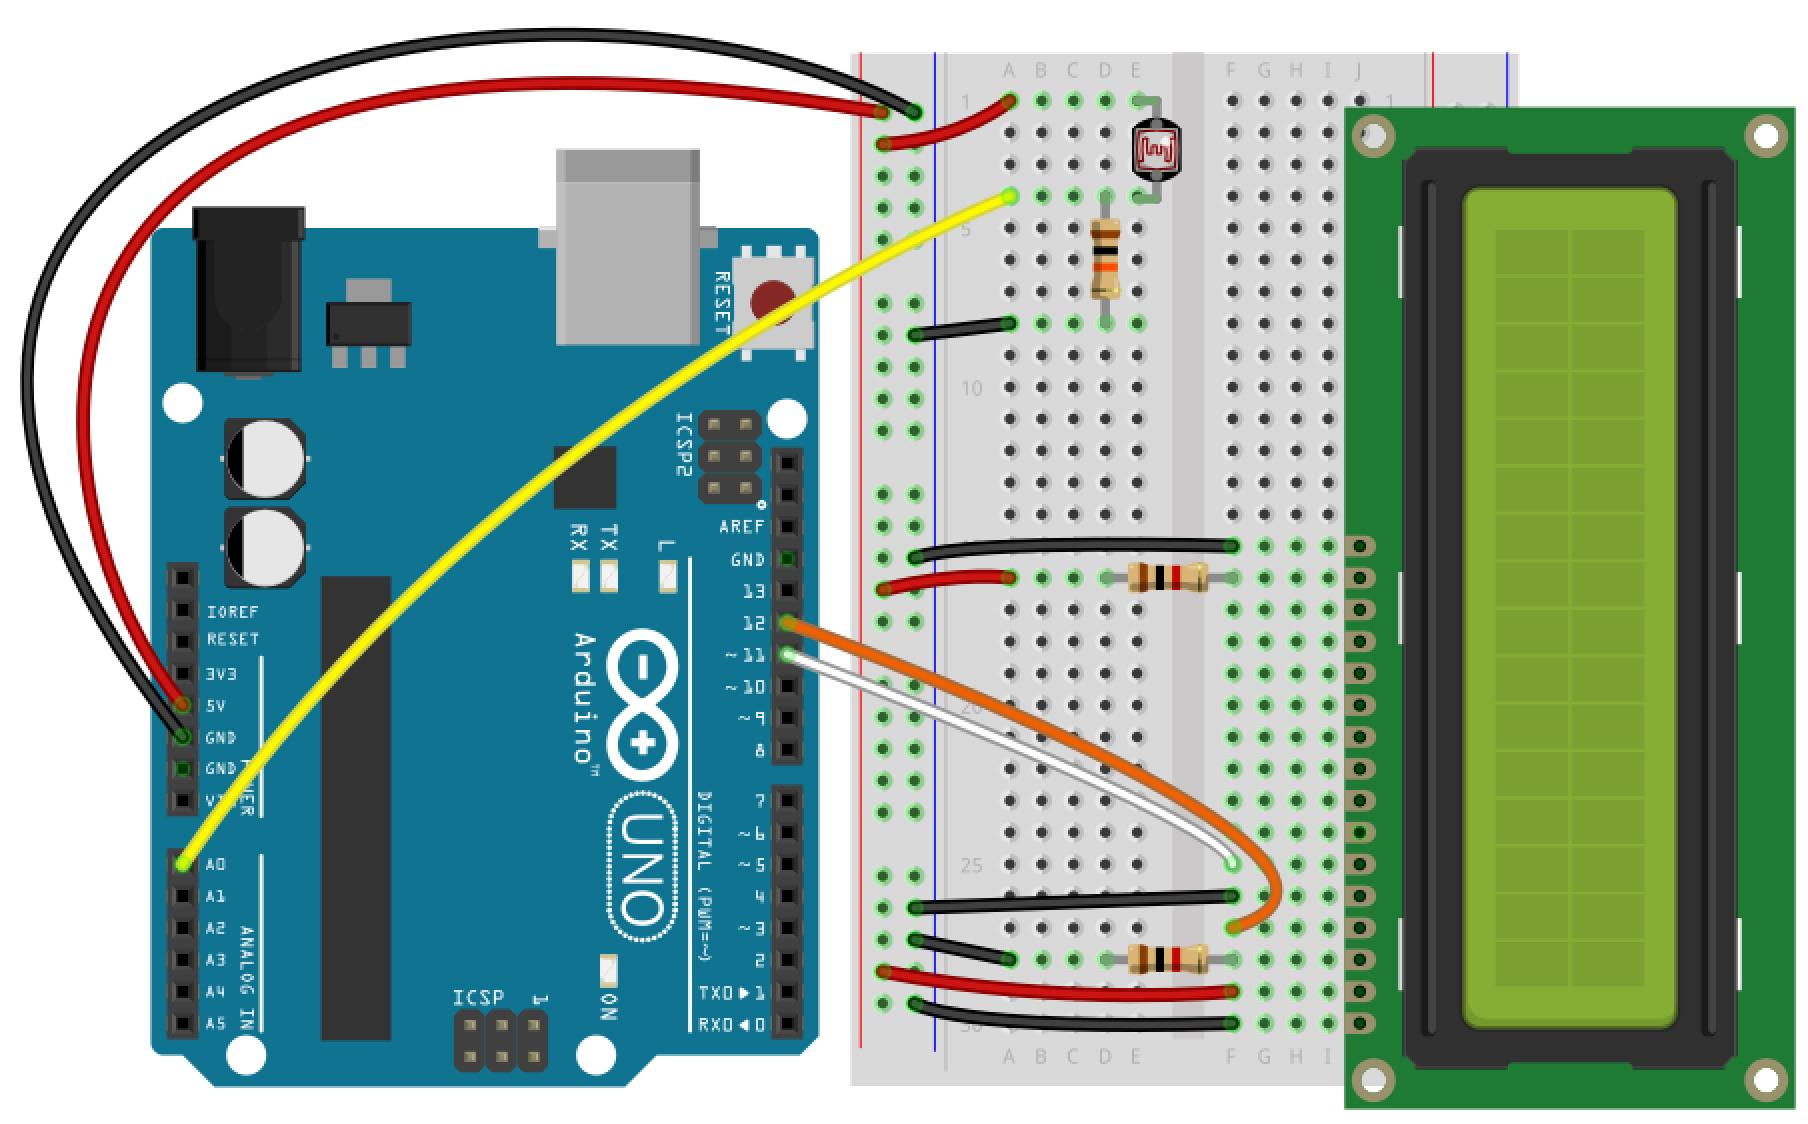 A B C D E F G H I J
1 1
5
10
20
25
30
A B C D E F G H I
RESET
ICSP2
AREF
GND
13
12
~11
~10
~9
8
7
~6
~5
4
~3
2
TX0▶1
RX0◀0
RX TX L
Arduino™
UNO
DIGITAL (PWM=~)
ON
ICSP 1
IOREF
RESET
3V3
5V
GND
GND
A0
A1
A2
A3
A4
A5
ANALOG IN